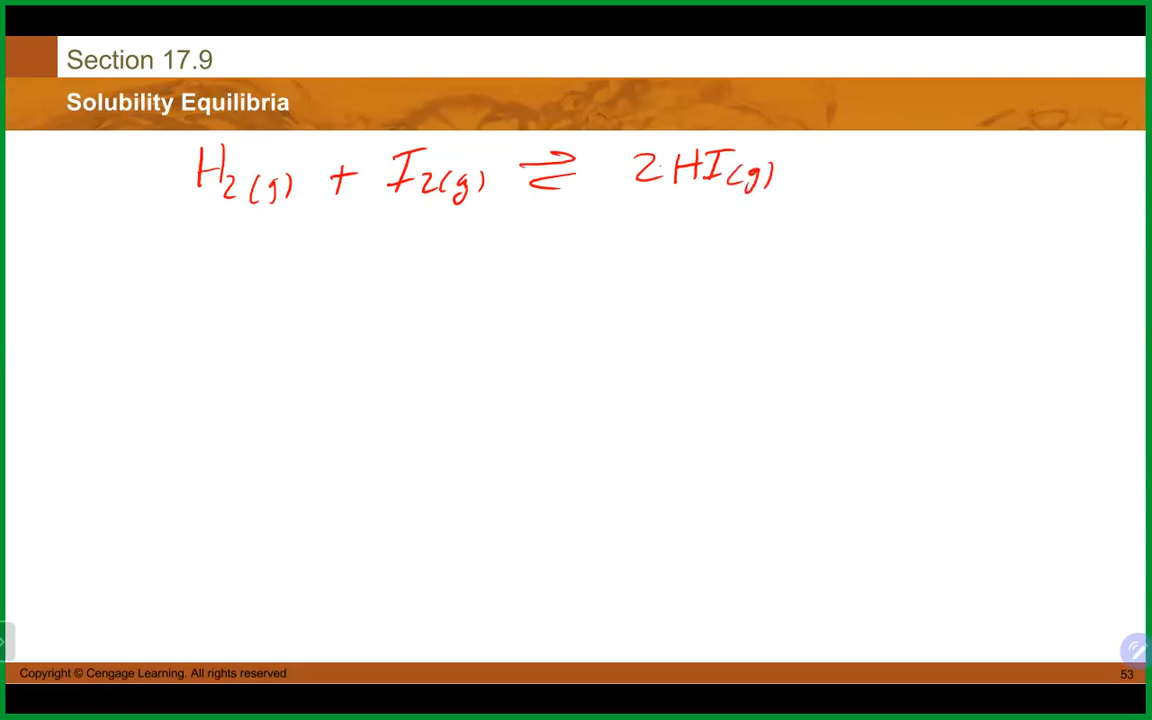 Section 17.9
Solubility Equilibria
H₂(g) + I₂(g) ⇌ 2HI(g)
Copyright © Cengage Learning. All rights reserved
53